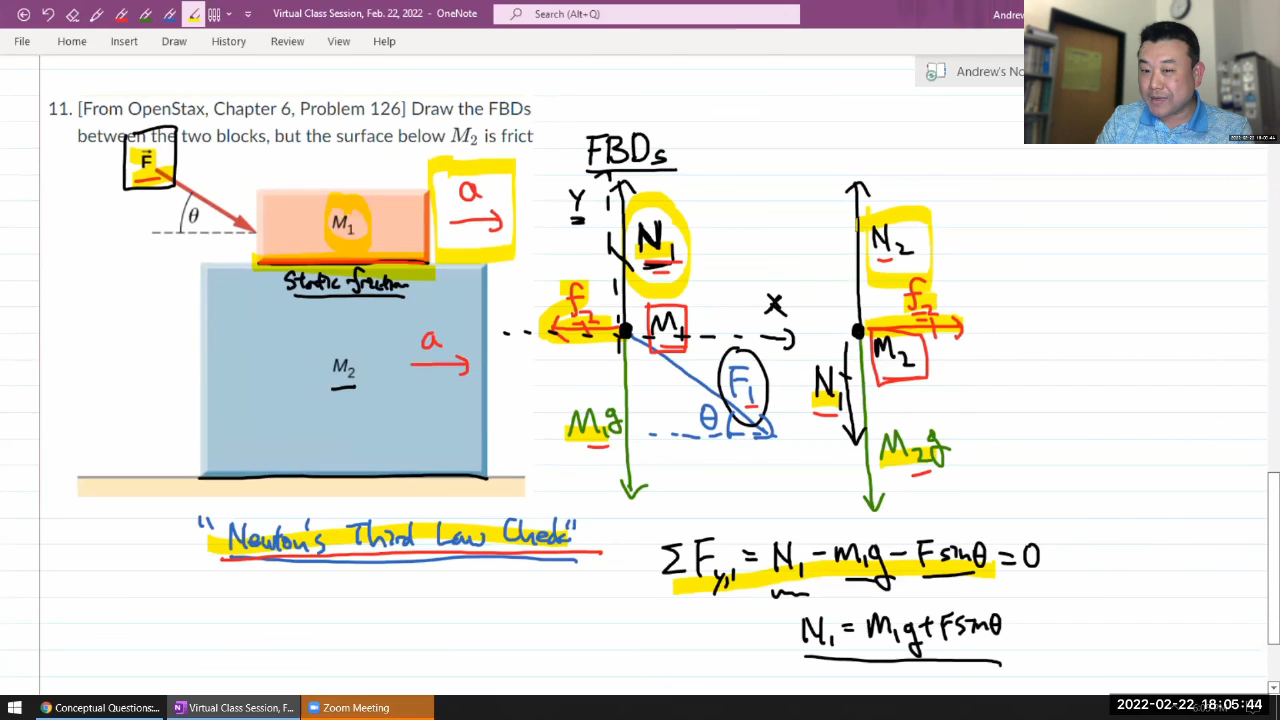 Virtual Class Session, Feb. 22, 2022 - OneNote
Search (Alt+Q)
Andrew
File Home Insert Draw History Review View Help
Andrew's No
11. [From OpenStax, Chapter 6, Problem 126] Draw the FBDs
between the two blocks, but the surface below M₂ is frict
FBDs
F
θ
M₁
a
static friction
M₂
a
y
N₁
f₂
M₁
x
F₁
θ
M₁g
N₂
f₂
M₂
N₁
M₂g
"Newton's Third Law Check"
ΣF_y,1 = N₁ - m₁g - F sinθ = 0
N₁ = M₁g + F sinθ
Conceptual Questions:...
Virtual Class Session, F...
Zoom Meeting
2022-02-22 18:05:44